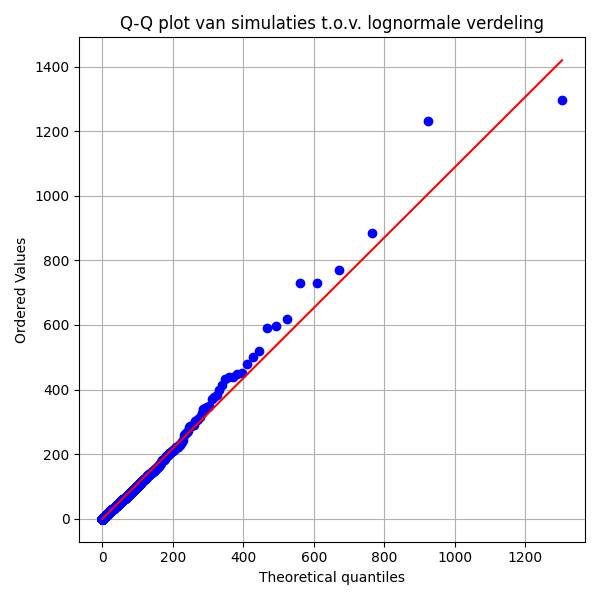 Q-Q plot van simulaties t.o.v. lognormale verdeling
1400
1200
1000
800
600
400
200
0
Ordered Values
0 200 400 600 800 1000 1200
Theoretical quantiles